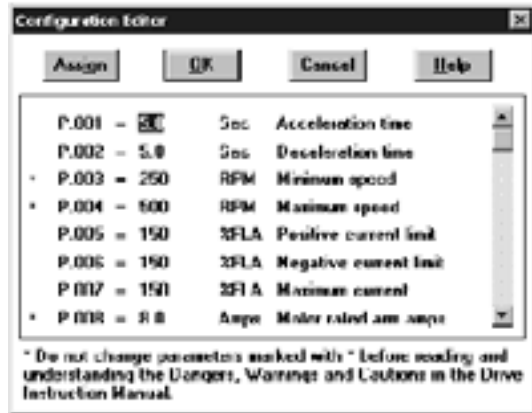 Configuration Editor
Assign OK Cancel Help
P.001 = Sec Acceleration time
P.002 = 5.0 Sec Deceleration time
* P.003 = 250 RPM Minimum speed
* P.004 = 500 RPM Maximum speed
P.005 = 150 %FLA Positive current limit
P.006 = 150 %FLA Negative current limit
P.007 = 150 %FLA Maximum current
* P.008 = 8.0 Amps Motor rated arm amps
* Do not change parameters marked with * before reading and
understanding the Dangers, Warnings and Cautions in the Drive
Instruction Manual.